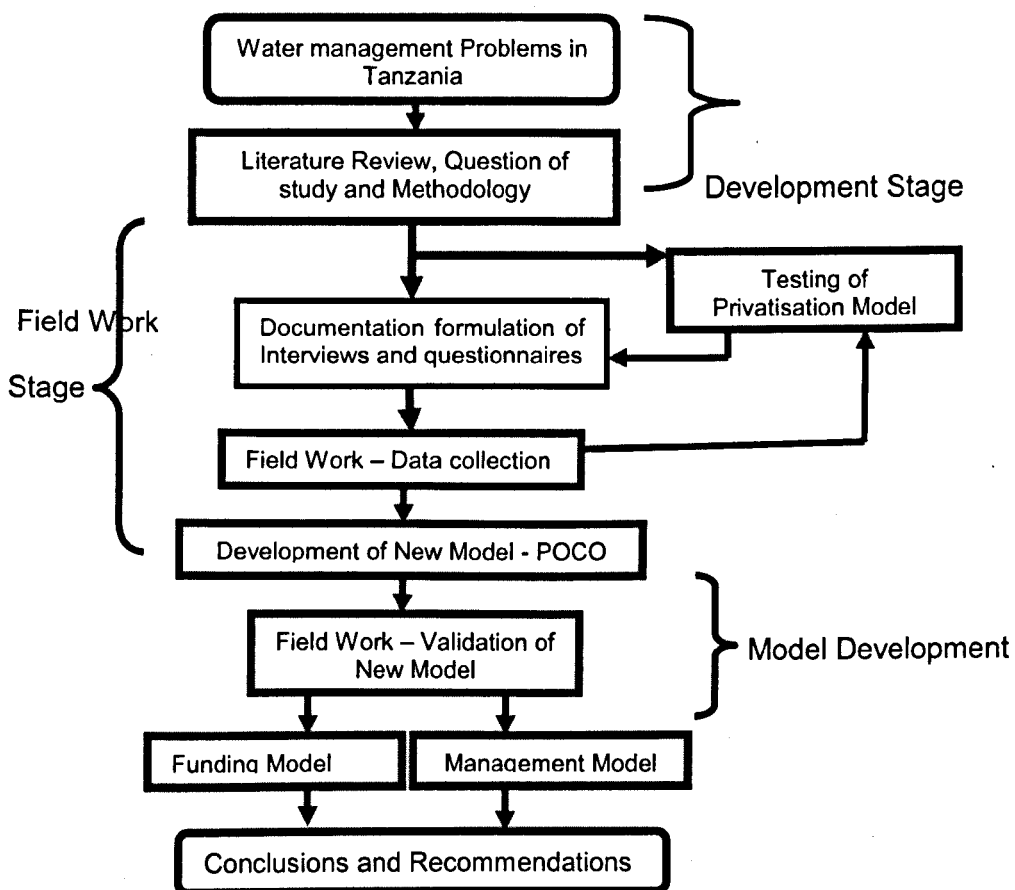 Water management Problems in
Tanzania
Literature Review, Question of
study and Methodology
Development Stage
Testing of
Privatisation Model
Field Work
Stage
Documentation formulation of
Interviews and questionnaires
Field Work – Data collection
Development of New Model - POCO
Field Work – Validation of
New Model
Model Development
Funding Model
Management Model
Conclusions and Recommendations